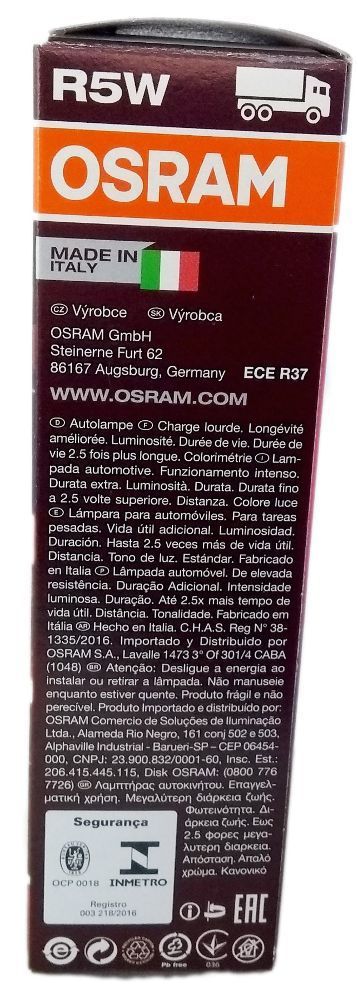 R5W
OSRAM
MADE IN
ITALY
CZ Výrobce SK Výrobca
OSRAM GmbH
Steinerne Furt 62
86167 Augsburg, Germany ECE R37
WWW.OSRAM.COM
D Autolampe F Charge lourde. Longévité
améliorée. Luminosité. Durée de vie. Durée de
vie 2.5 fois plus longue. Colorimétrie I Lam-
pada automotive. Funzionamento intenso.
Durata extra. Luminosità. Durata. Durata fino
a 2.5 volte superiore. Distanza. Colore luce
E Lámpara para automóviles. Para tareas
pesadas. Vida útil adicional. Luminosidad.
Duración. Hasta 2.5 veces más de vida útil.
Distancia. Tono de luz. Estándar. Fabricado
en Italia P Lâmpada automóvel. De elevada
resistência. Duração Adicional. Intensidade
luminosa. Duração. Até 2.5x mais tempo de
vida útil. Distância. Tonalidade. Fabricado em
Itália AR Hecho en Italia. C.H.A.S. Reg N° 38-
1335/2016. Importado y Distribuido por
OSRAM S.A., Lavalle 1473 3° Of 301/4 CABA
(1048) BR Atenção: Desligue a energia ao
instalar ou retirar a lâmpada. Não manuseie
enquanto estiver quente. Produto frágil e não
perecível. Produto Importado e distribuído por:
OSRAM Comercio de Soluções de Iluminação
Ltda., Alameda Rio Negro, 161 conj 502 e 503,
Alphaville Industrial - Barueri-SP – CEP 06454-
000, CNPJ: 23.900.832/0001-60, Insc. Est.:
206.415.445.115, Disk OSRAM: (0800 776
7726) GR Λαμπτήρας αυτοκινήτου. Επαγγελ-
ματική χρήση. Μεγαλύτερη διάρκεια ζωής.
Φωτεινότητα. Δι-
άρκεια ζωής. Εως
2.5 φορες μεγα-
λυτερη διαρκεια.
Απόσταση. Απαλό
χρώμα. Κανονικό
Segurança
OCP 0018 INMETRO
Registro
003 218/2016
EAC
Pb free 036